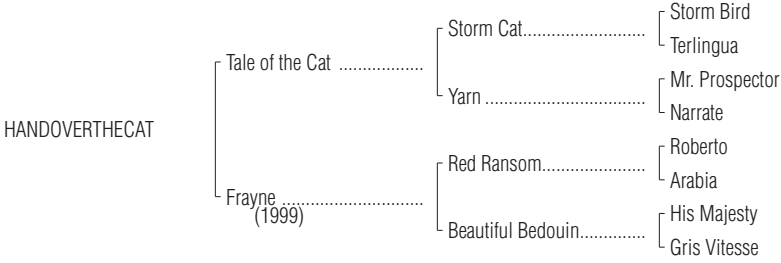 Storm Bird
Storm Cat..........................
Terlingua
Tale of the Cat ..................
Mr. Prospector
Yarn ..................................
Narrate
HANDOVERTHECAT
Roberto
Red Ransom......................
Arabia
Frayne ..............................
(1999)
His Majesty
Beautiful Bedouin..............
Gris Vitesse